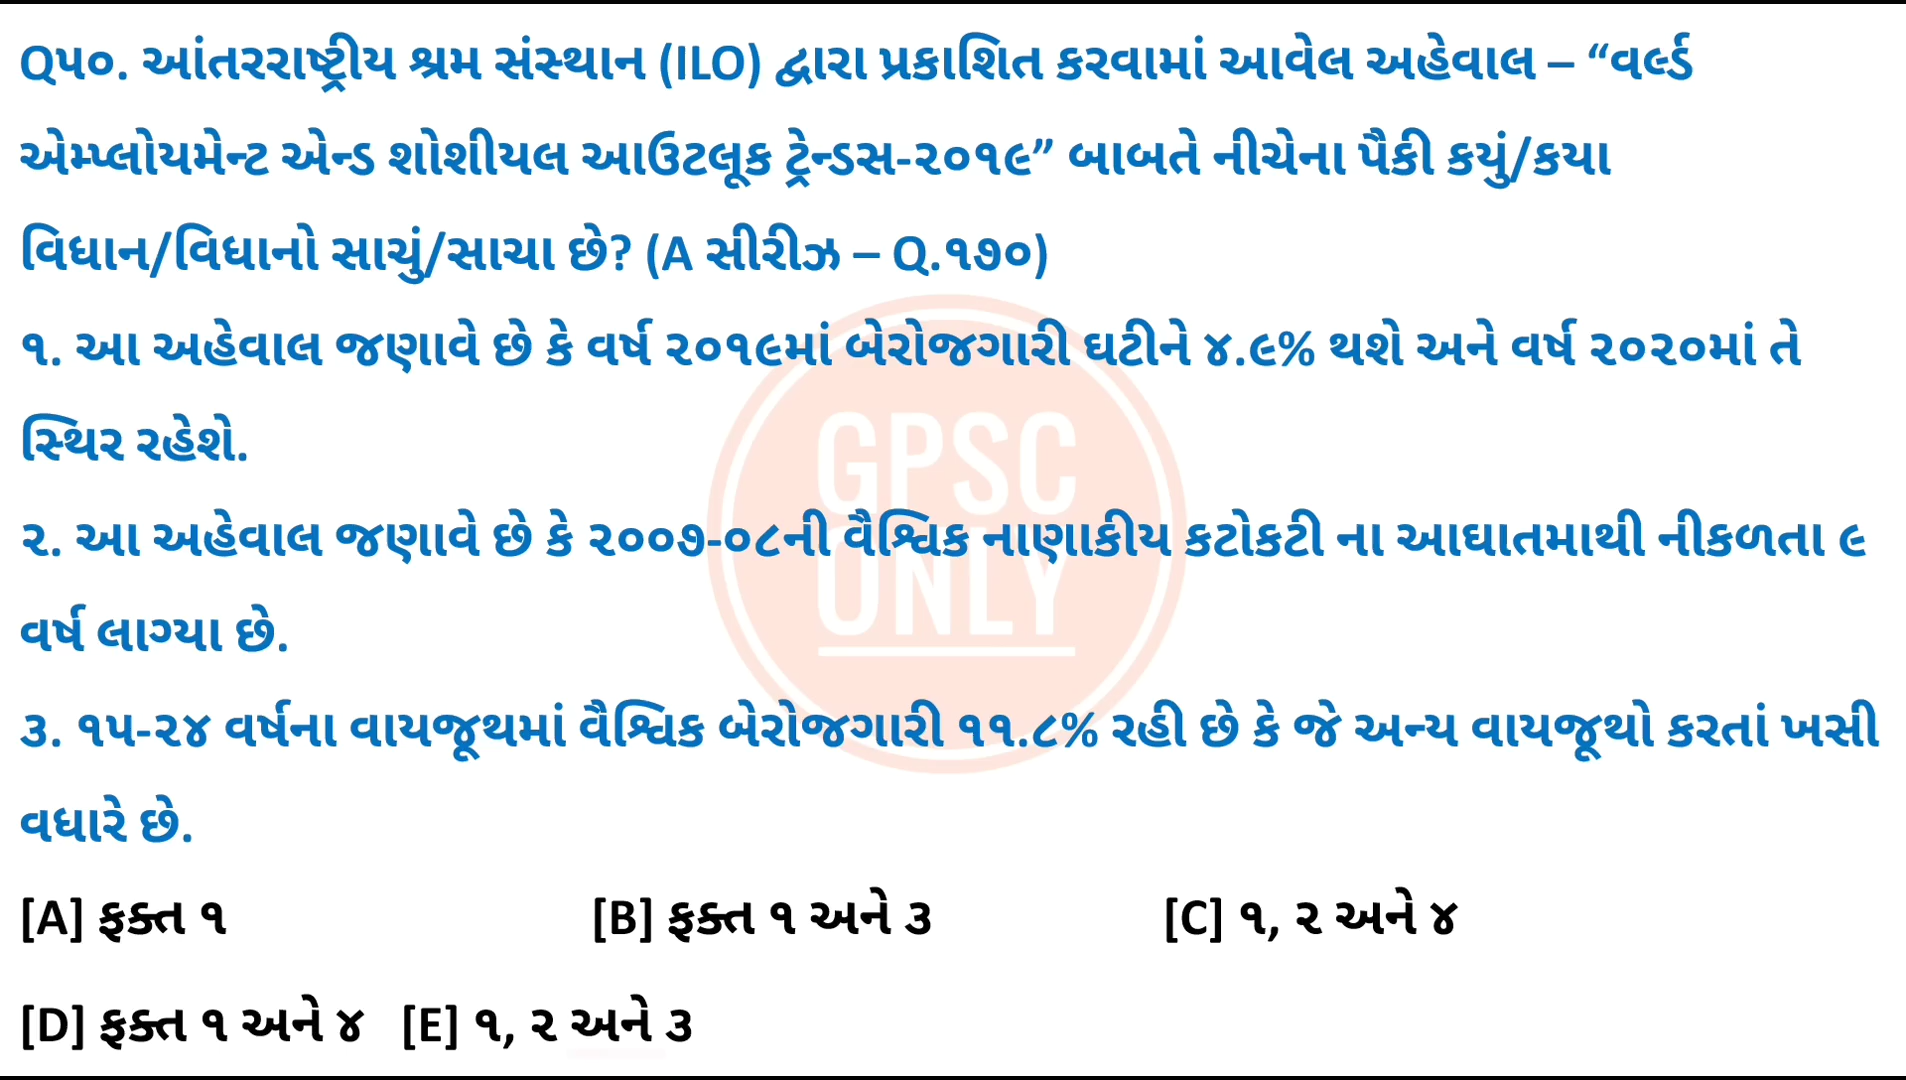 Q૫૦. આંતરરાષ્ટ્રીય શ્રમ સંસ્થાન (ILO) દ્વારા પ્રકાશિત કરવામાં આવેલ અહેવાલ – “વર્લ્ડ
એમ્પ્લોયમેન્ટ એન્ડ શોશીયલ આઉટલૂક ટ્રેન્ડસ-૨૦૧૯” બાબતે નીચેના પૈકી કયું/કયા
વિધાન/વિધાનો સાચું/સાચા છે? (A સીરીઝ – Q.૧૭૦)
૧. આ અહેવાલ જણાવે છે કે વર્ષ ૨૦૧૯માં બેરોજગારી ઘટીને ૪.૯% થશે અને વર્ષ ૨૦૨૦માં તે
સ્થિર રહેશે.
૨. આ અહેવાલ જણાવે છે કે ૨૦૦૭-૦૮ની વૈશ્વિક નાણાકીય કટોકટી ના આઘાતમાથી નીકળતા ૯
વર્ષ લાગ્યા છે.
૩. ૧૫-૨૪ વર્ષના વાયજૂથમાં વૈશ્વિક બેરોજગારી ૧૧.૮% રહી છે કે જે અન્ય વાયજૂથો કરતાં ખસી
વધારે છે.
[A] ફક્ત ૧ [B] ફક્ત ૧ અને ૩ [C] ૧, ૨ અને ૪
[D] ફક્ત ૧ અને ૪ [E] ૧, ૨ અને ૩
GPSC
ONLY